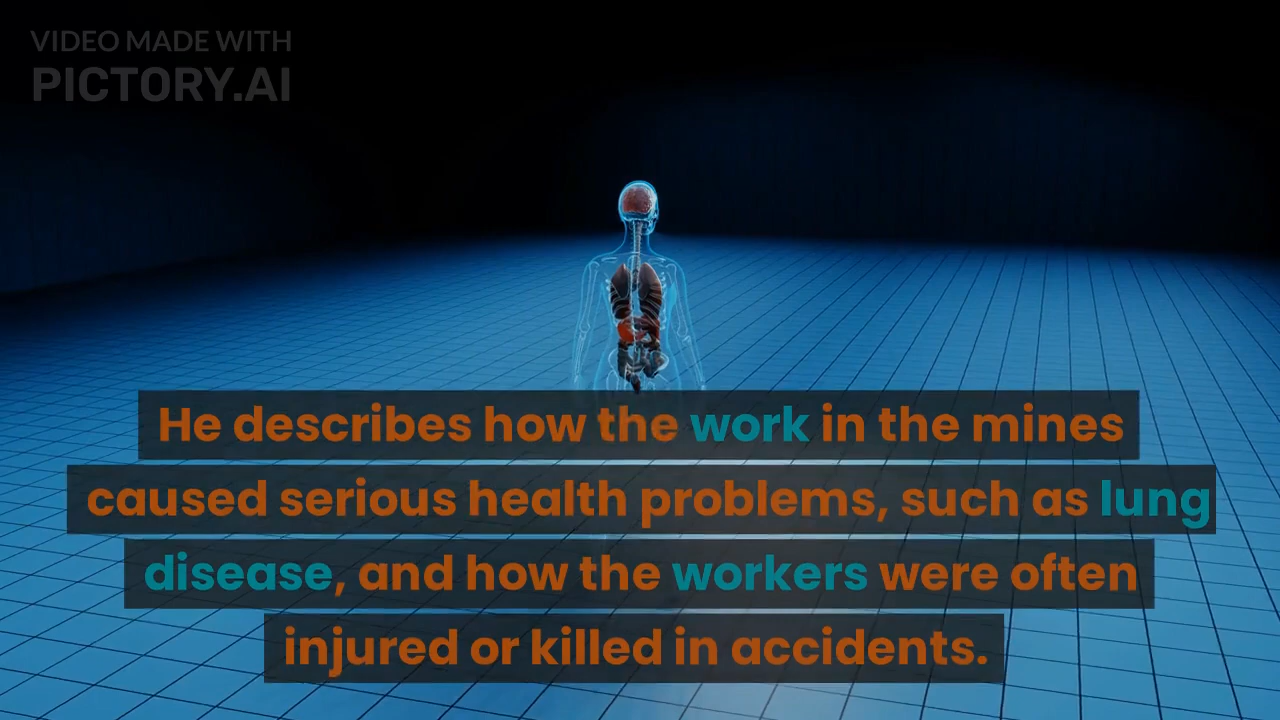 VIDEO MADE WITH
PICTORY.AI
He describes how the work in the mines
caused serious health problems, such as lung
disease, and how the workers were often
injured or killed in accidents.